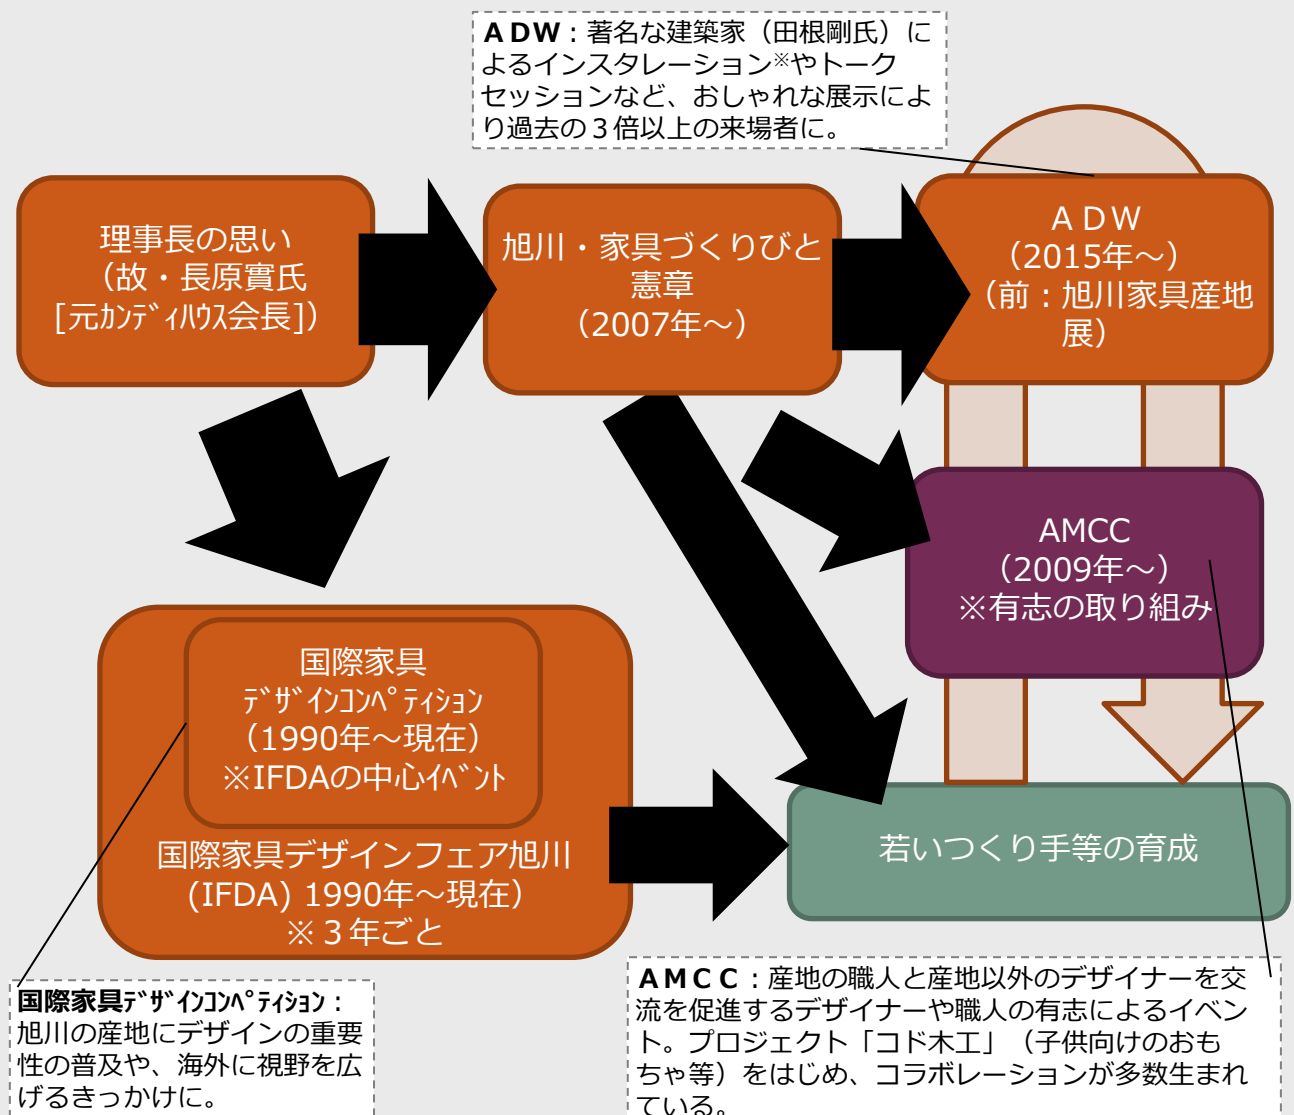 ＡＤＷ：著名な建築家（田根剛氏）に
よるインスタレーション※やトーク
セッションなど、おしゃれな展示によ
り過去の３倍以上の来場者に。
理事長の思い
（故・長原實氏
[元ｶﾝﾃﾞｨﾊｳｽ会長]）
旭川・家具づくりびと
憲章
（2007年～）
ＡＤＷ
（2015年～）
（前：旭川家具産地
展）
AMCC
（2009年～）
※有志の取り組み
国際家具
ﾃﾞｻﾞｲﾝｺﾝﾍﾟﾃｨｼｮﾝ
（1990年～現在）
※IFDAの中心ｲﾍﾞﾝﾄ
国際家具デザインフェア旭川
(IFDA) 1990年～現在）
※３年ごと
若いつくり手等の育成
国際家具ﾃﾞｻﾞｲﾝｺﾝﾍﾟﾃｨｼｮﾝ：
旭川の産地にデザインの重要
性の普及や、海外に視野を広
げるきっかけに。
ＡＭＣＣ：産地の職人と産地以外のデザイナーを交
流を促進するデザイナーや職人の有志によるイベン
ト。プロジェクト「コド木工」（子供向けのおも
ちゃ等）をはじめ、コラボレーションが多数生まれ
ている。